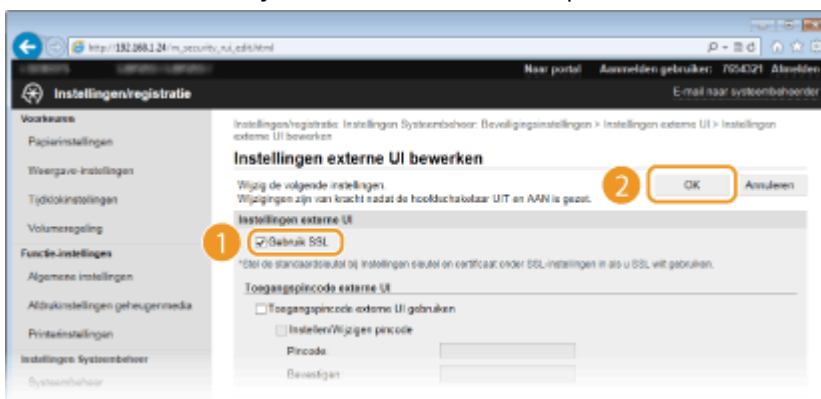 http://192.168.1.24/m_security_rui_edit.html
Naar portal Aanmelden gebruiker: 7654321 Afmelden
Instellingen/registratie
E-mail naar systeembeheerder
Voorkeuren
Papierinstellingen
Weergave-instellingen
Tijdklokinstellingen
Volumeregeling
Functie-instellingen
Algemene instellingen
Afdrukinstellingen geheugenmedia
Printerinstellingen
Instellingen Systeembeheer
Systeembeheer
Instellingen/registratie: Instellingen Systeembeheer: Beveiligingsinstellingen > Instellingen externe UI > Instellingen
externe UI bewerken
Instellingen externe UI bewerken
Wijzig de volgende instellingen.
Wijzigingen zijn van kracht nadat de hoofdschakelaar UIT en AAN is gezet.
2
OK
Annuleren
Instellingen externe UI
1
Gebruik SSL
*Stel de standaardsleutel bij Instellingen sleutel en certificaat onder SSL-instellingen in als u SSL wilt gebruiken.
Toegangspincode externe UI
Toegangspincode externe UI gebruiken
Instellen/Wijzigen pincode
Pincode:
Bevestigen: